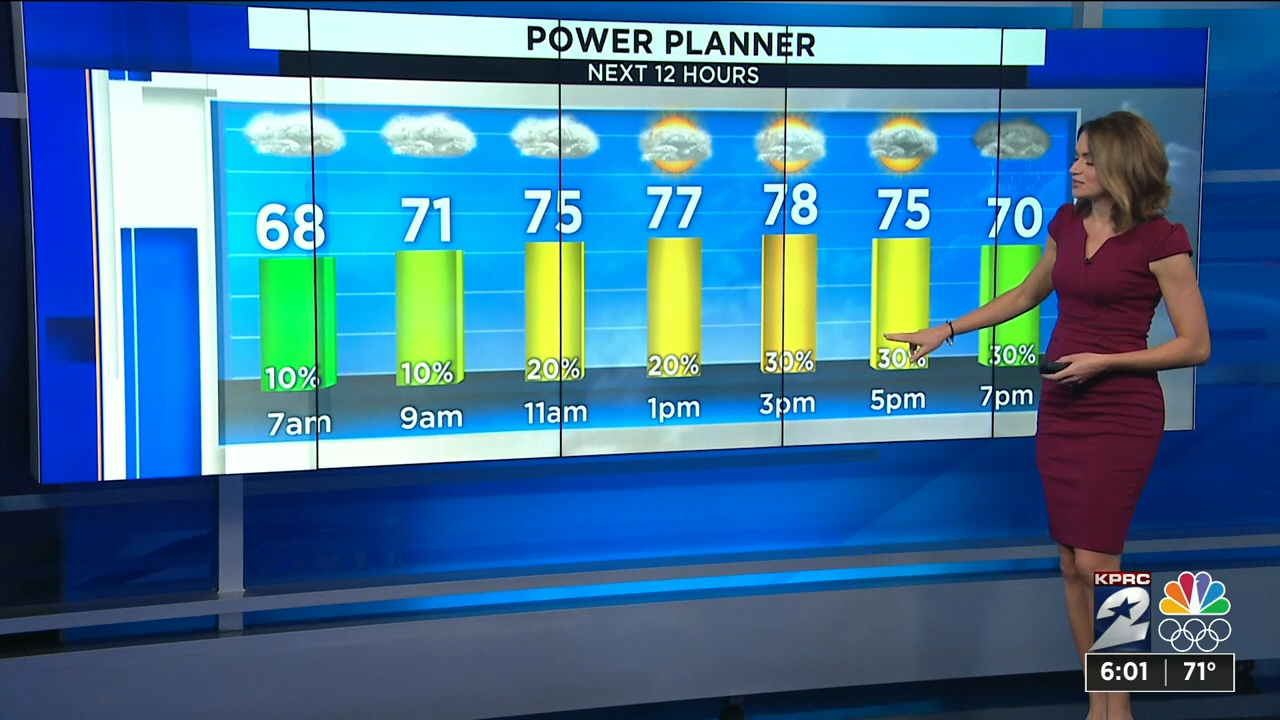 POWER PLANNER
NEXT 12 HOURS
68 71 75 77 78 75 70
10% 10% 20% 20% 30% 30% 30%
7am 9am 11am 1pm 3pm 5pm 7pm
KPRC
2
6:01 71°